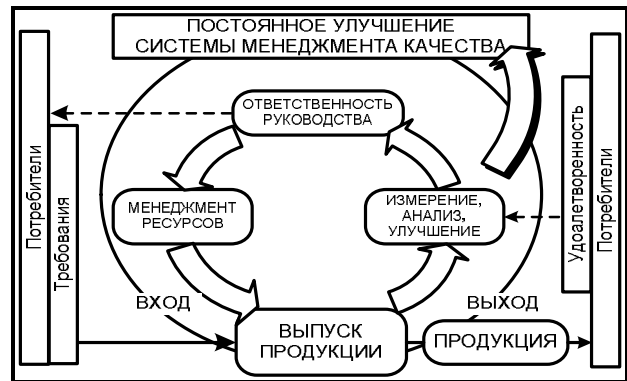 ПОСТОЯННОЕ УЛУЧШЕНИЕ
СИСТЕМЫ МЕНЕДЖМЕНТА КАЧЕСТВА
Потребители
Требования
ОТВЕТСТВЕННОСТЬ
РУКОВОДСТВА
МЕНЕДЖМЕНТ
РЕСУРСОВ
ИЗМЕРЕНИЕ,
АНАЛИЗ,
УЛУЧШЕНИЕ
Удоалетворенность
Потребители
ВХОД
ВЫХОД
ВЫПУСК
ПРОДУКЦИИ
ПРОДУКЦИЯ